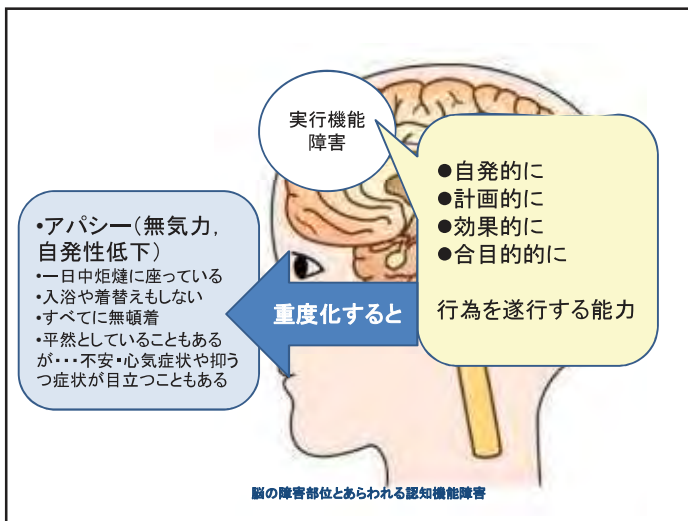 実行機能
障害
●自発的に
●計画的に
●効果的に
●合目的的に
行為を遂行する能力
重度化すると
•アパシー（無気力,
自発性低下）
•一日中炬燵に座っている
•入浴や着替えもしない
•すべてに無頓着
•平然としていることもある
が・・・不安・心気症状や抑う
つ症状が目立つこともある
脳の障害部位とあらわれる認知機能障害